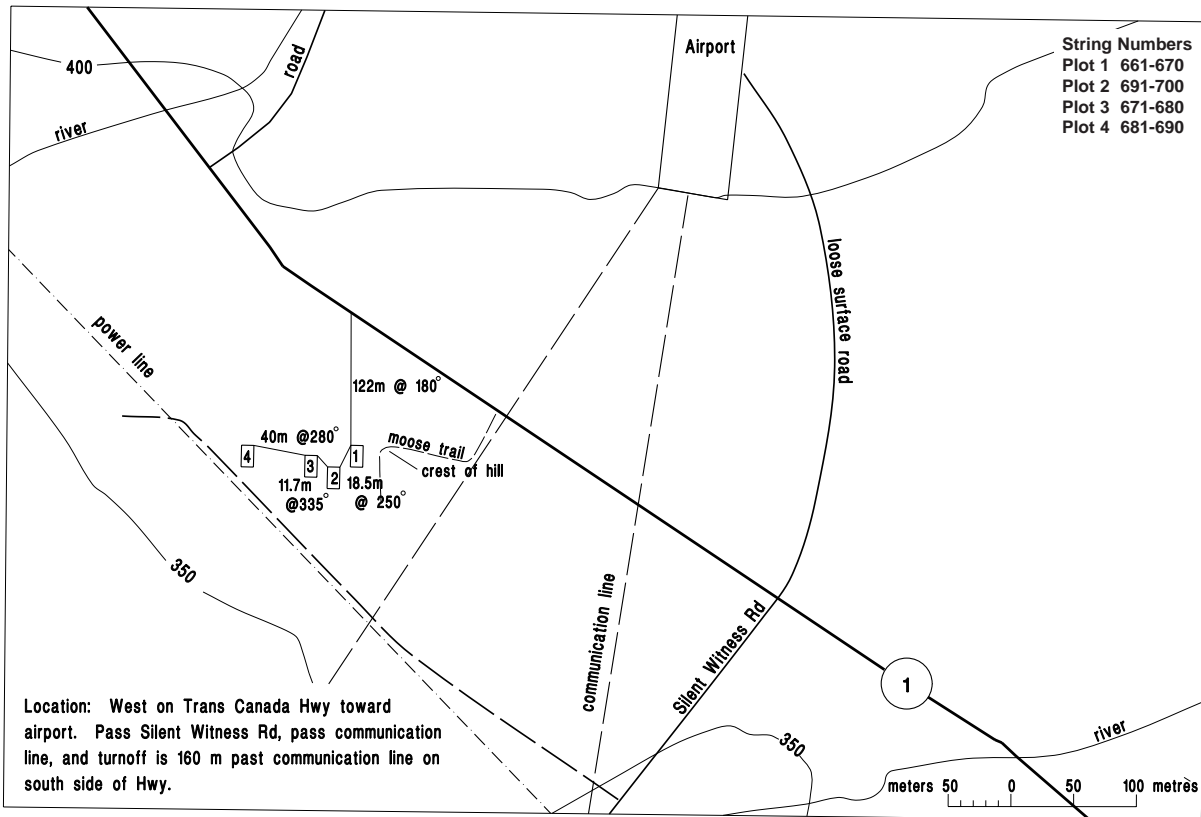 Airport
String Numbers
Plot 1 661-670
Plot 2 691-700
Plot 3 671-680
Plot 4 681-690
400
road
river
loose surface road
power line
122m @ 180°
40m @280°
moose trail
crest of hill
4
3
2
1
11.7m
@335°
18.5m
@ 250°
350
communication line
Silent Witness Rd
1
river
350
Location: West on Trans Canada Hwy toward
airport. Pass Silent Witness Rd, pass communication
line, and turnoff is 160 m past communication line on
south side of Hwy.
meters 50 0 50 100 metrès